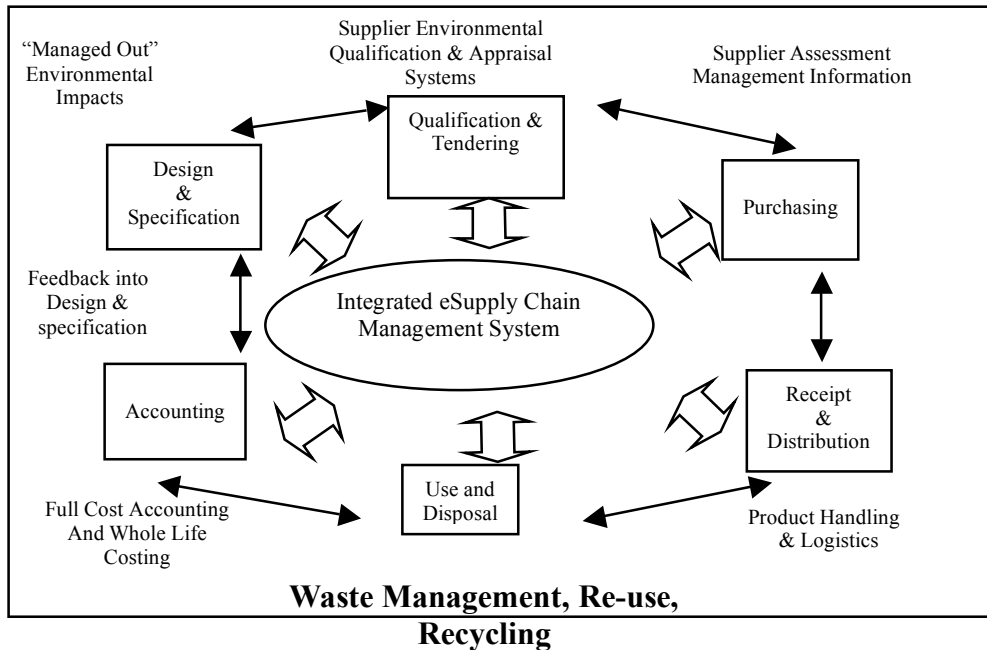 “Managed Out”
Environmental
Impacts
Supplier Environmental
Qualification & Appraisal
Systems
Supplier Assessment
Management Information
Qualification &
Tendering
Design
&
Specification
Purchasing
Feedback into
Design &
specification
Integrated eSupply Chain
Management System
Accounting
Receipt
&
Distribution
Use and
Disposal
Full Cost Accounting
And Whole Life
Costing
Product Handling
& Logistics
Waste Management, Re-use,
Recycling